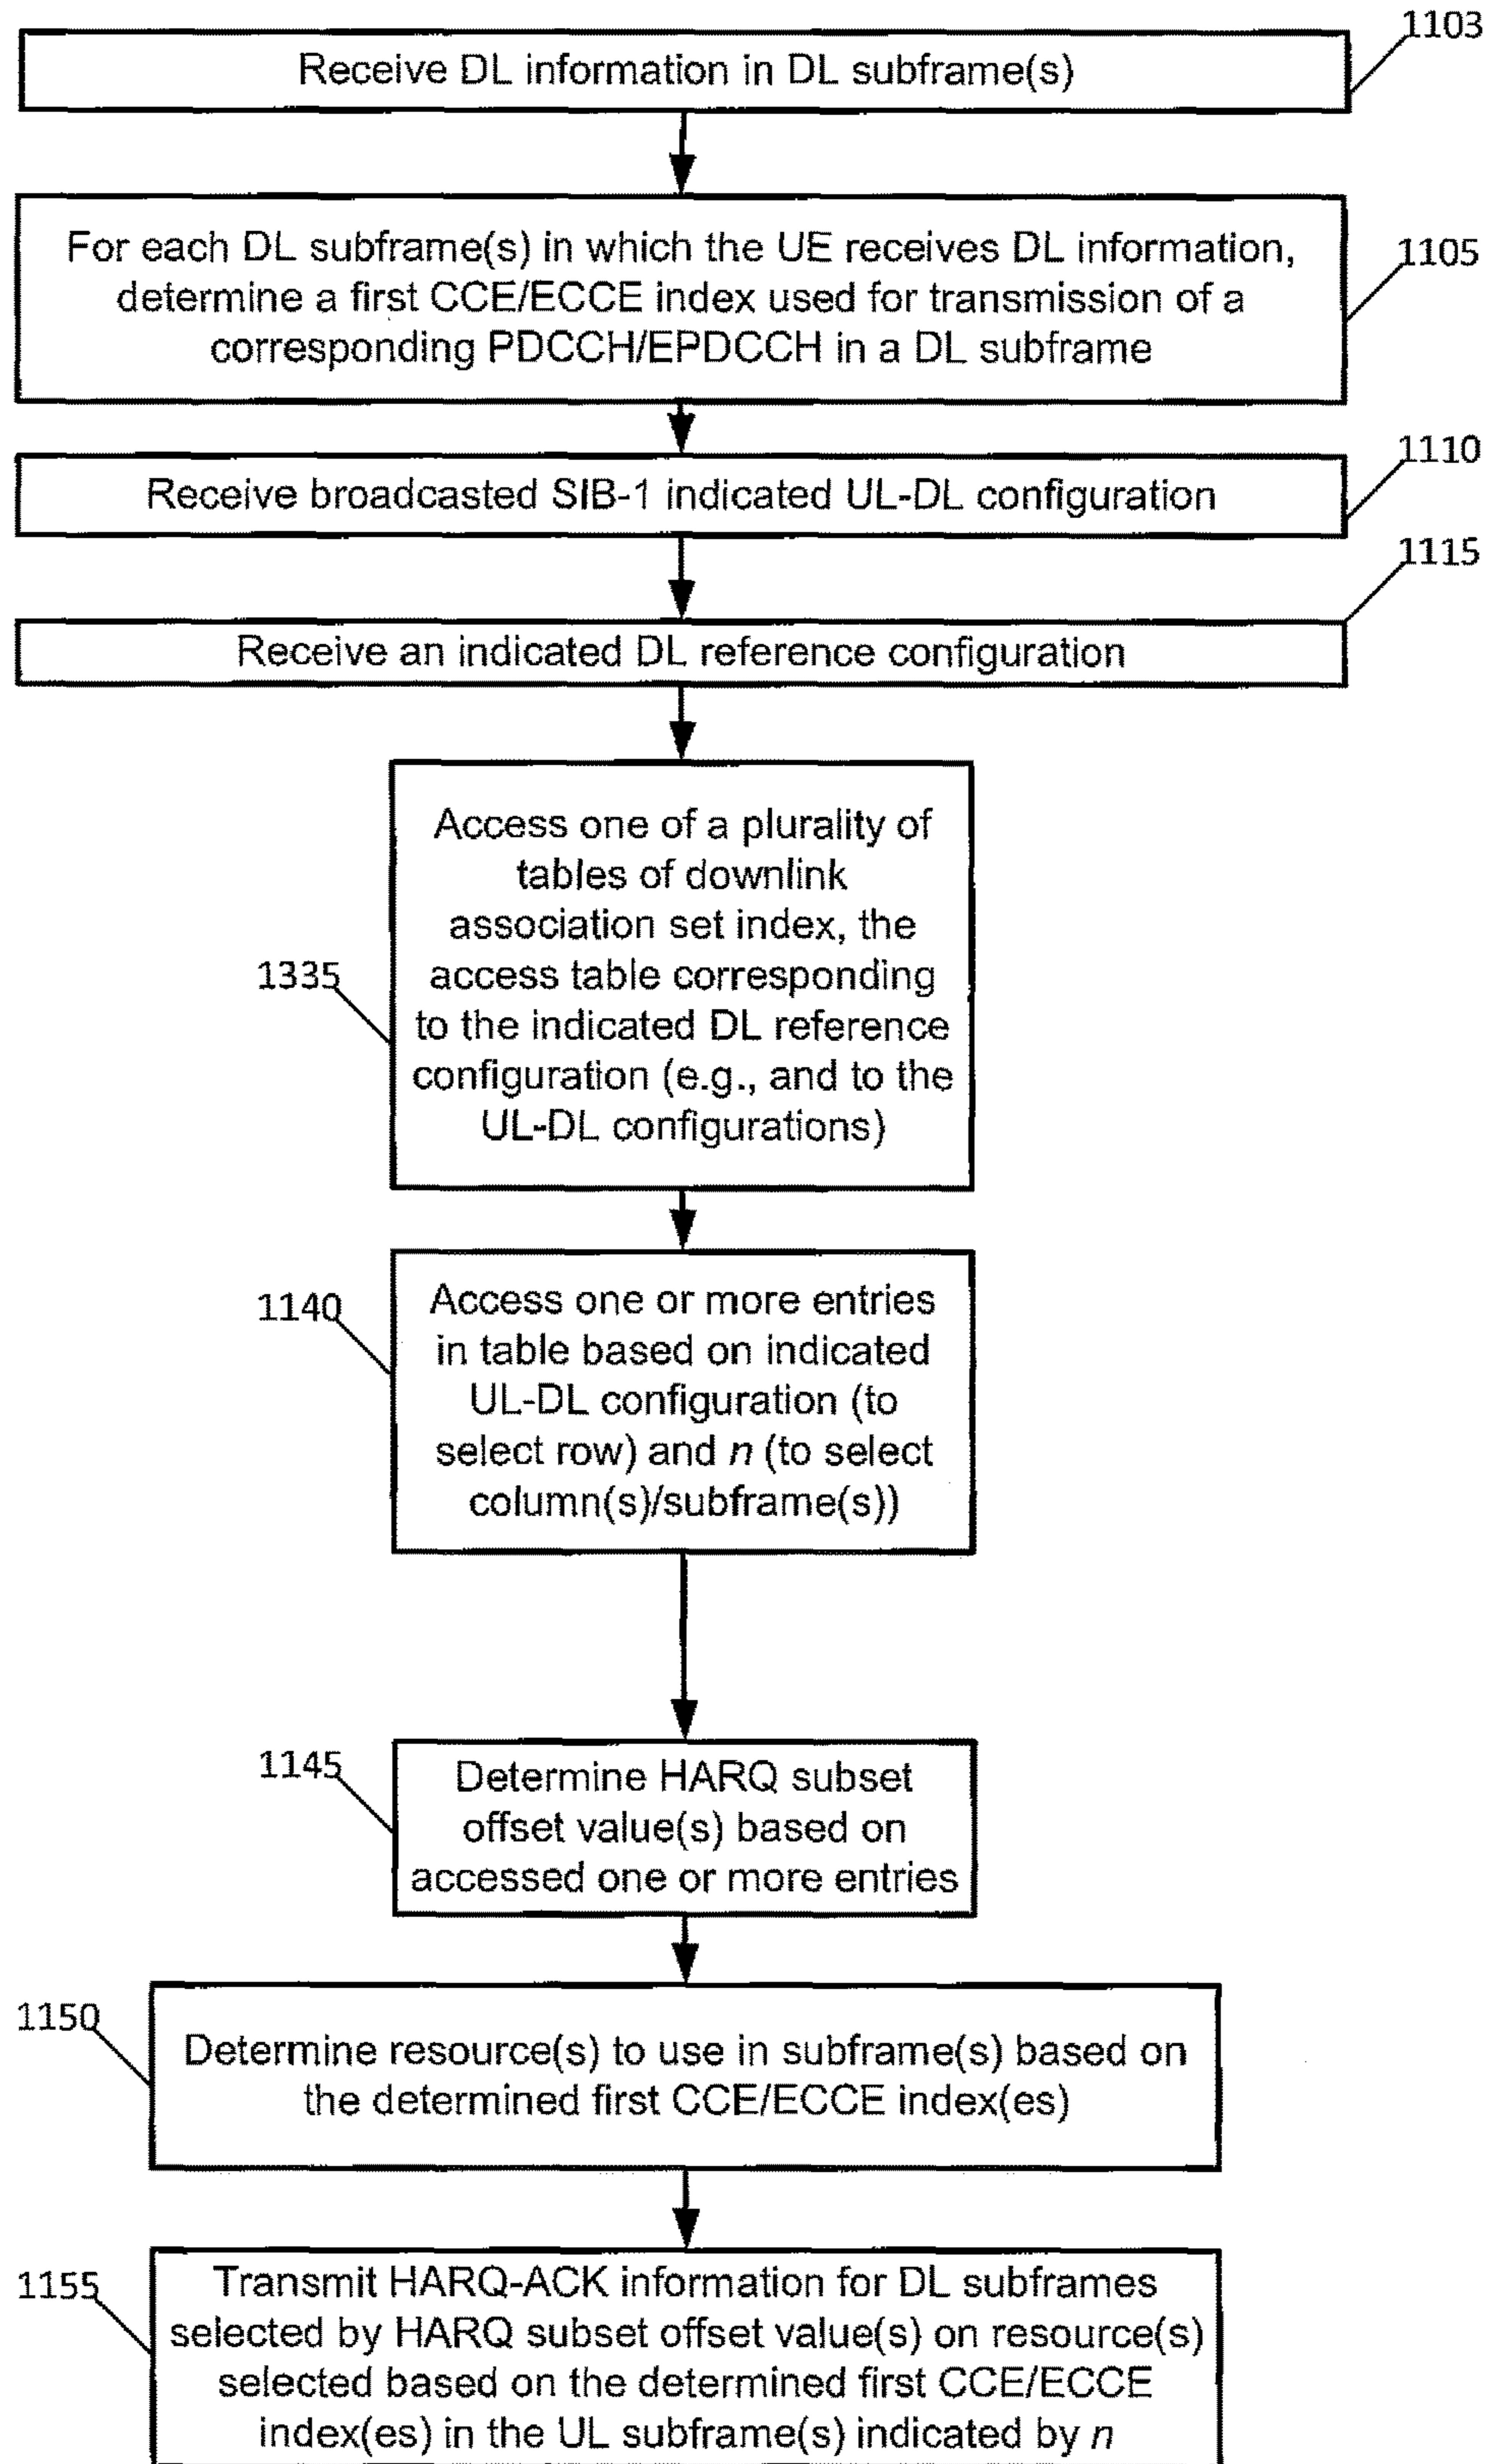 1103
Receive DL information in DL subframe(s)
For each DL subframe(s) in which the UE receives DL information,
determine a first CCE/ECCE index used for transmission of a
corresponding PDCCH/EPDCCH in a DL subframe
1105
1110
Receive broadcasted SIB-1 indicated UL-DL configuration
1115
Receive an indicated DL reference configuration
Access one of a plurality of
tables of downlink
association set index, the
access table corresponding
to the indicated DL reference
configuration (e.g., and to the
UL-DL configurations)
1335
1140
Access one or more entries
in table based on indicated
UL-DL configuration (to
select row) and n (to select
column(s)/subframe(s))
1145
Determine HARQ subset
offset value(s) based on
accessed one or more entries
1150
Determine resource(s) to use in subframe(s) based on
the determined first CCE/ECCE index(es)
1155
Transmit HARQ-ACK information for DL subframes
selected by HARQ subset offset value(s) on resource(s)
selected based on the determined first CCE/ECCE
index(es) in the UL subframe(s) indicated by n